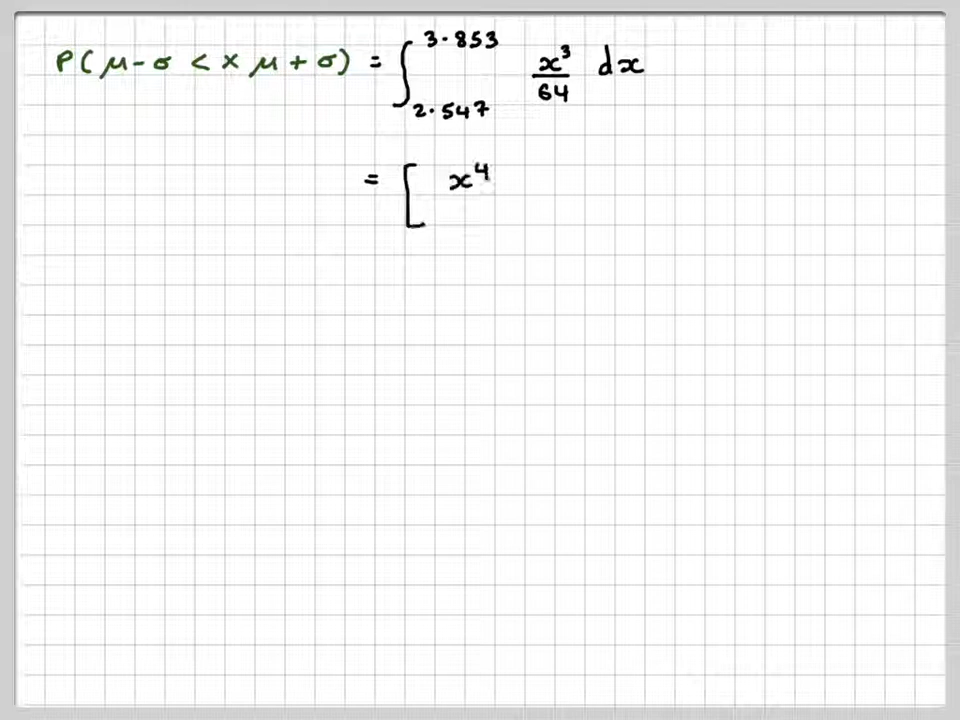 P(μ-σ < x μ + σ) = ∫_{2·547}^{3·853} x³/64 dx
= [ x⁴